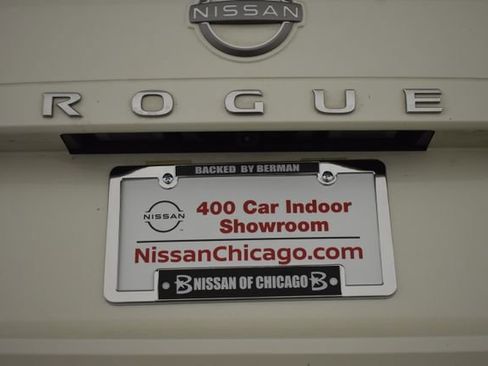 NISSAN
ROGUE
BACKED BY BERMAN
NISSAN
400 Car Indoor
Showroom
NissanChicago.com
B NISSAN OF CHICAGO B